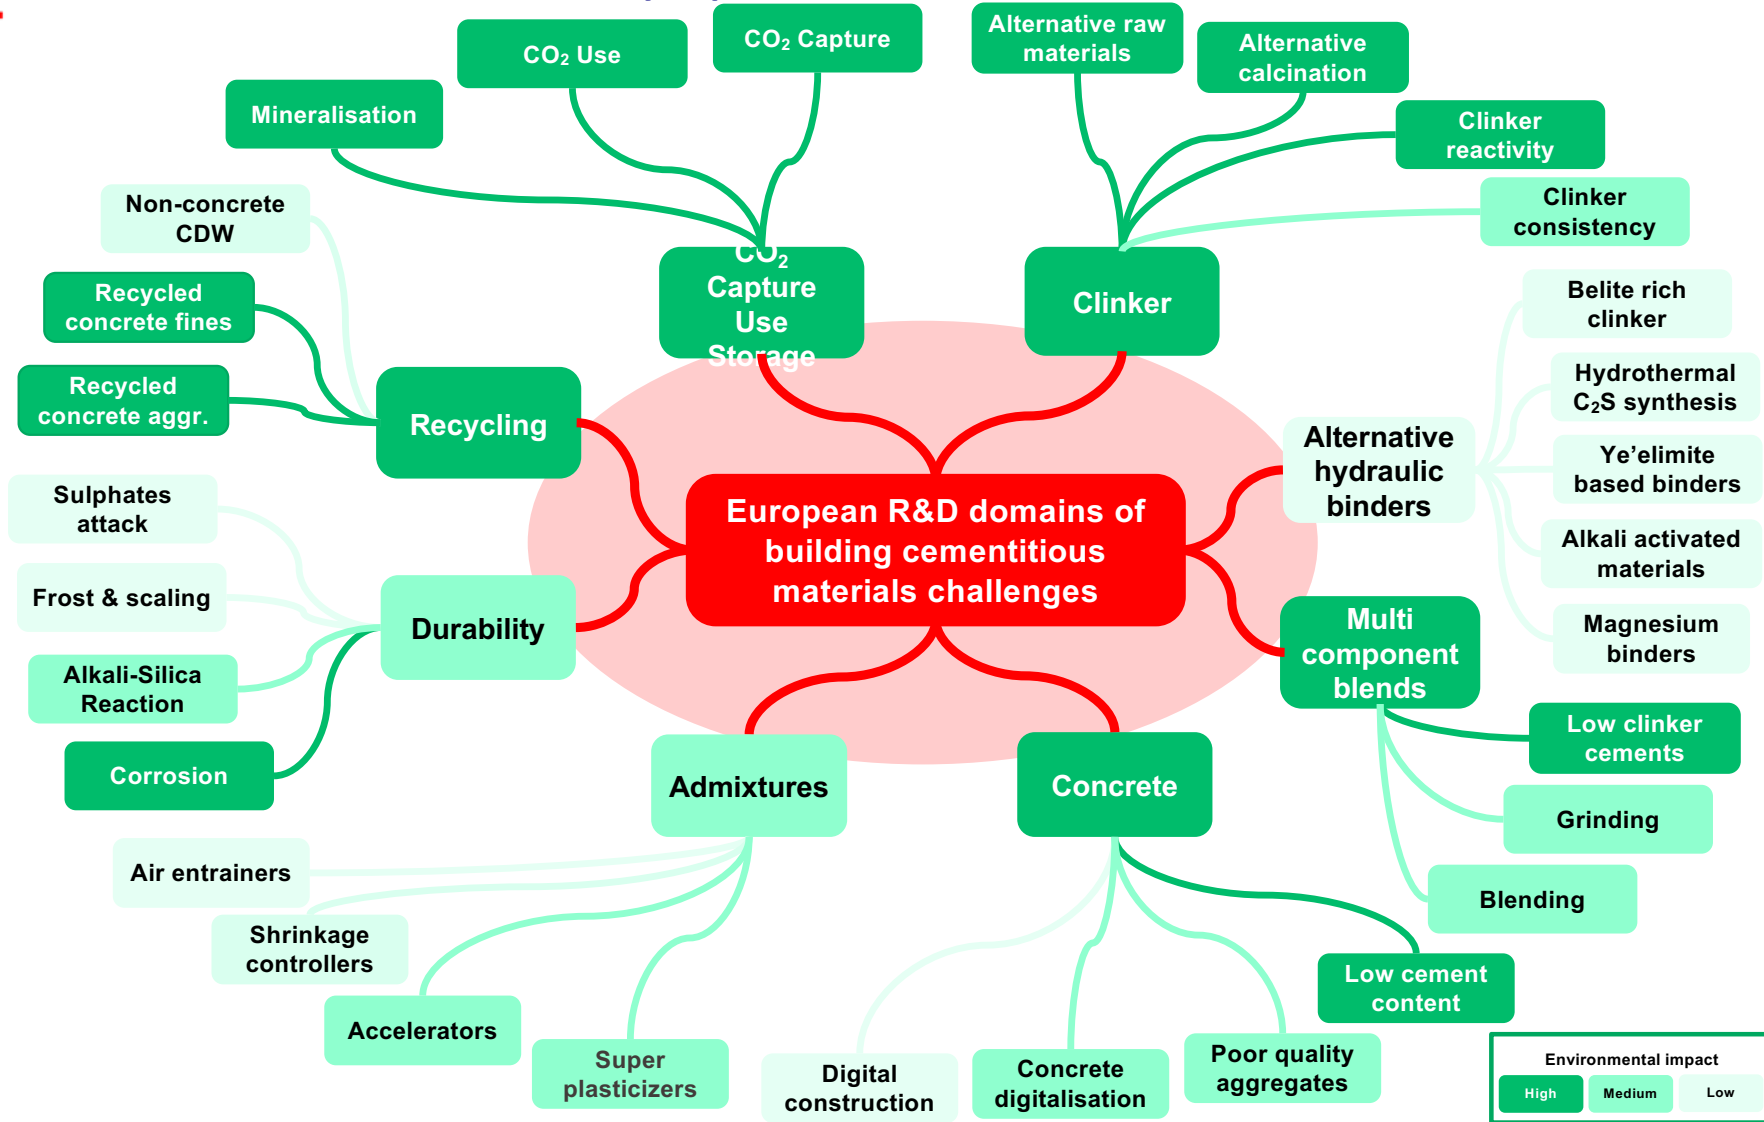 CO₂ Capture
CO₂ Use
Mineralisation
Alternative raw
materials
Alternative
calcination
Clinker
reactivity
Clinker
consistency
Non-concrete
CDW
Recycled
concrete fines
Recycled
concrete aggr.
CO₂
Capture
Use
Storage
Clinker
Recycling
Belite rich
clinker
Hydrothermal
C₂S synthesis
Ye’elimite
based binders
Alkali activated
materials
Magnesium
binders
Alternative
hydraulic
binders
European R&D domains of
building cementitious
materials challenges
Sulphates
attack
Frost & scaling
Alkali-Silica
Reaction
Corrosion
Durability
Multi
component
blends
Low clinker
cements
Grinding
Blending
Admixtures
Concrete
Air entrainers
Shrinkage
controllers
Accelerators
Super
plasticizers
Digital
construction
Concrete
digitalisation
Poor quality
aggregates
Low cement
content
Environmental impact
High
Medium
Low